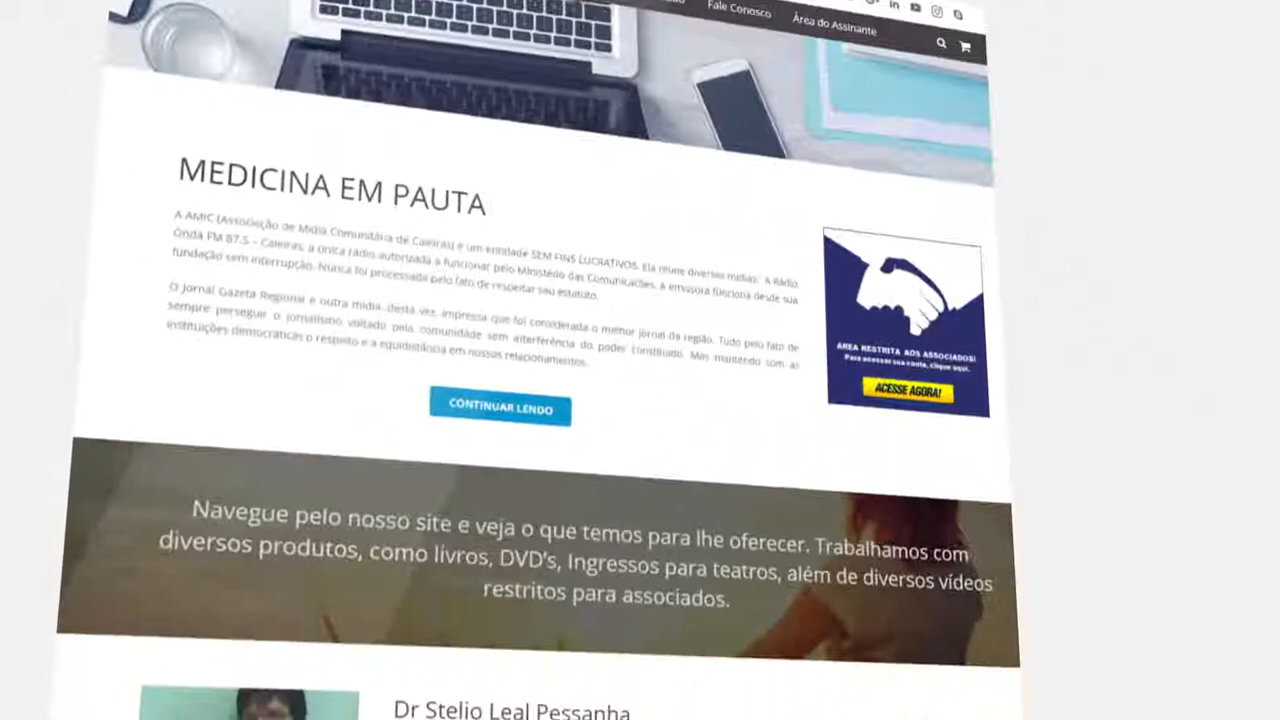 Fale Conosco
Área do Assinante
MEDICINA EM PAUTA
A AMIC (Associação de Mídia Comunitária de Caieiras) é um entidade SEM FINS LUCRATIVOS. Ela reune diversas mídias: A Rádio
Onda FM 87.5 – Caieiras, a única rádio autorizada a funcionar pelo Ministério das Comunicações. A emissora funciona desde sua
fundação sem interrupção. Nunca foi processada pelo fato de respeitar seu estatuto.
O Jornal Gazeta Regional é outra mídia, desta vez, impressa que foi considerada o melhor jornal da região. Tudo pelo fato de
sempre perseguir o jornalismo voltado pela comunidade sem interferência do poder constituído. Mas mantendo com as
instituições democráticas o respeito e a equidistância em nossos relacionamentos.
CONTINUAR LENDO
ÁREA RESTRITA AOS ASSOCIADOS!
Para acessar sua conta, clique aqui.
ACESSE AGORA!
Navegue pelo nosso site e veja o que temos para lhe oferecer. Trabalhamos com
diversos produtos, como livros, DVD's, Ingressos para teatros, além de diversos vídeos
restritos para associados.
Dr Stelio Leal Pessanha